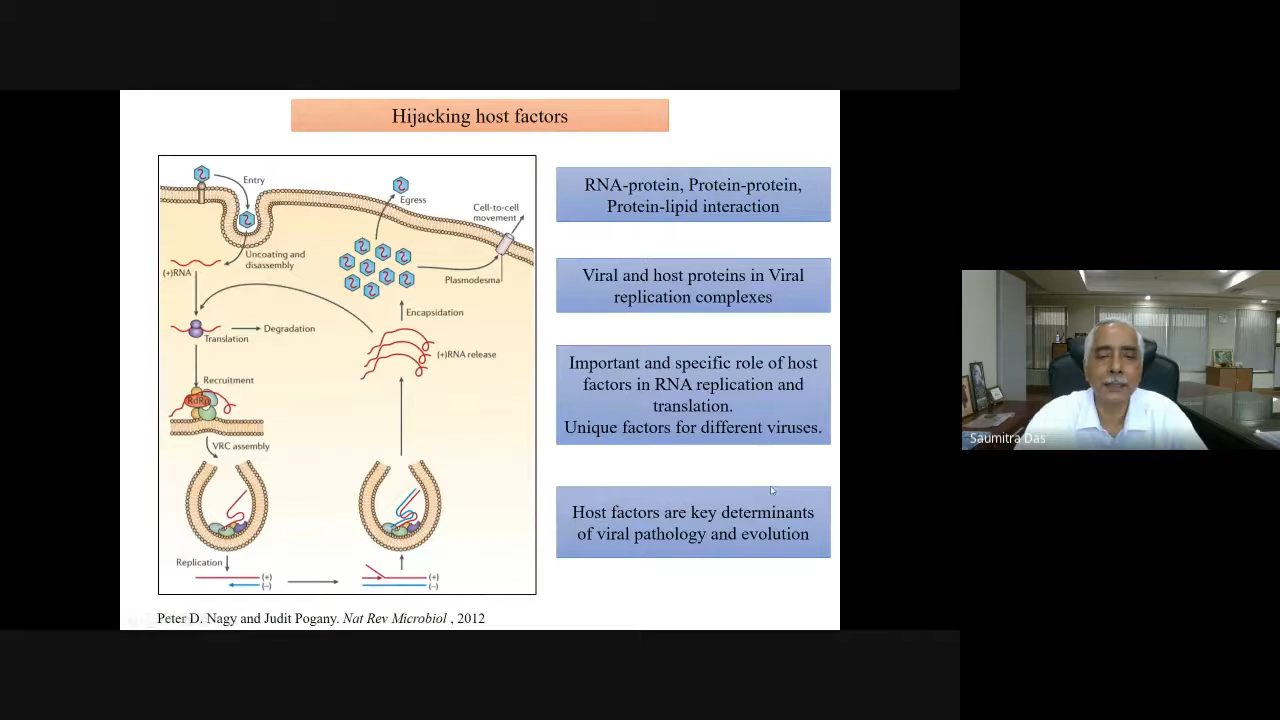 Hijacking host factors
Entry
Egress
Cell-to-cell
movement
Uncoating and
disassembly
(+)RNA
Plasmodesma
Encapsidation
Degradation
Translation
(+)RNA release
Recruitment
RdRp
VRC assembly
Replication
(+)
(−)
(+)
(−)
RNA-protein, Protein-protein,
Protein-lipid interaction
Viral and host proteins in Viral
replication complexes
Important and specific role of host
factors in RNA replication and
translation.
Unique factors for different viruses.
Host factors are key determinants
of viral pathology and evolution
Peter D. Nagy and Judit Pogany. Nat Rev Microbiol , 2012
Saumitra Das